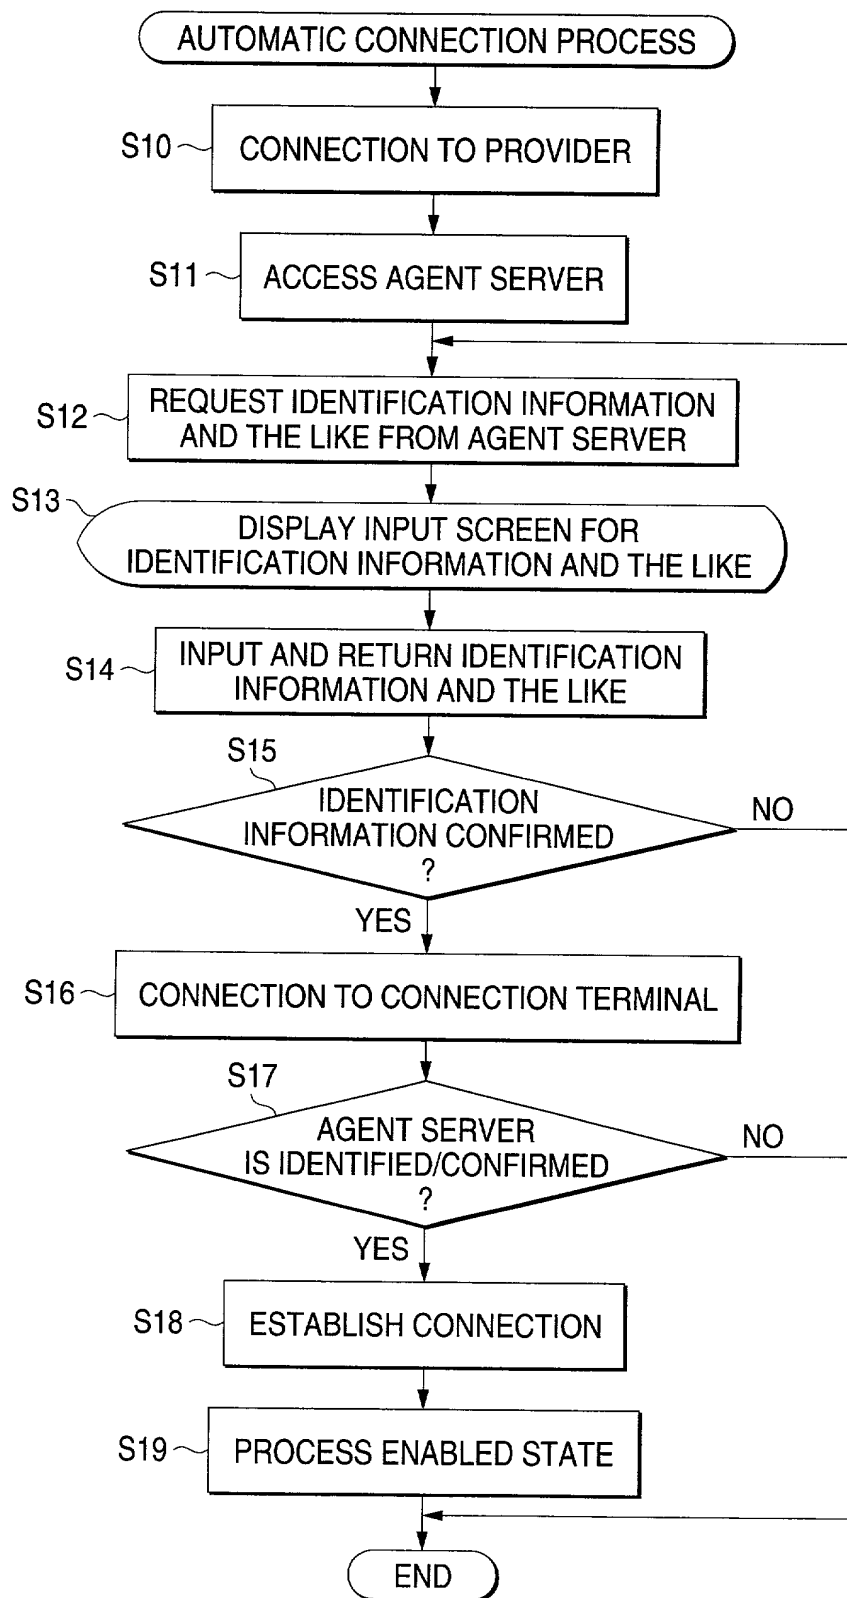 AUTOMATIC CONNECTION PROCESS
S10
CONNECTION TO PROVIDER
S11
ACCESS AGENT SERVER
S12
REQUEST IDENTIFICATION INFORMATION
AND THE LIKE FROM AGENT SERVER
S13
DISPLAY INPUT SCREEN FOR
IDENTIFICATION INFORMATION AND THE LIKE
S14
INPUT AND RETURN IDENTIFICATION
INFORMATION AND THE LIKE
S15
IDENTIFICATION
INFORMATION CONFIRMED
?
NO
YES
S16
CONNECTION TO CONNECTION TERMINAL
S17
AGENT SERVER
IS IDENTIFIED/CONFIRMED
?
NO
YES
S18
ESTABLISH CONNECTION
S19
PROCESS ENABLED STATE
END